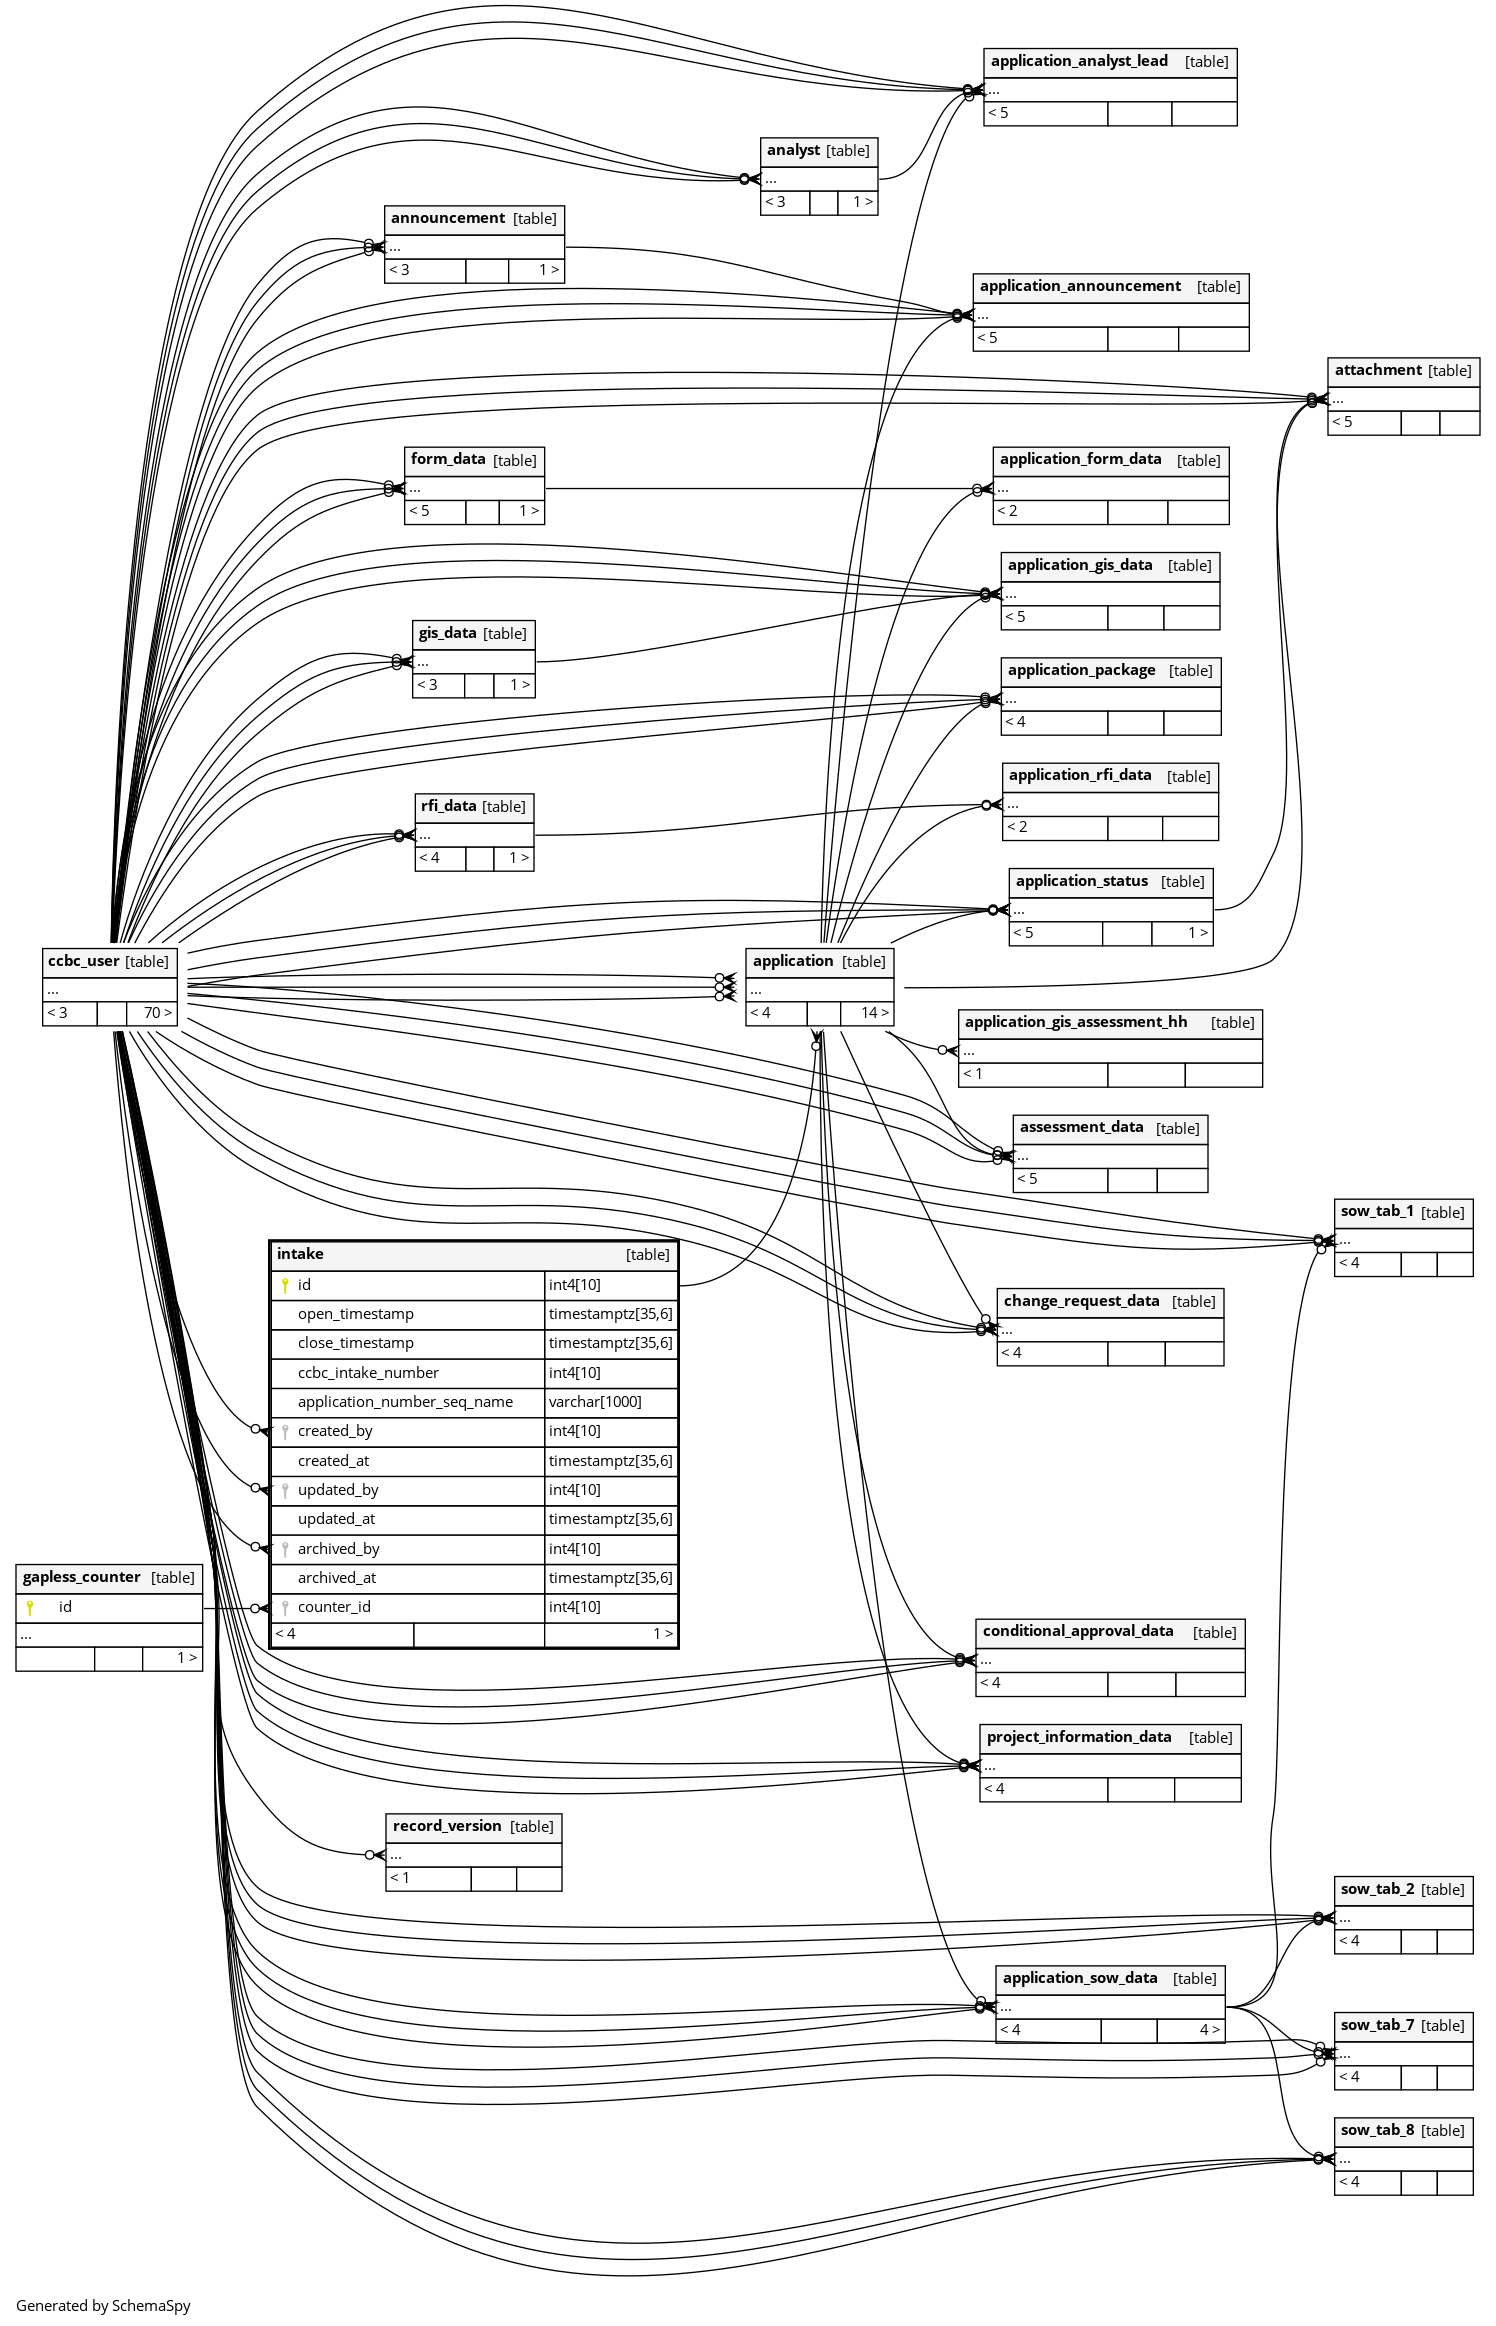 application_analyst_lead [table]
...
< 5
analyst [table]
...
< 3 1 >
announcement [table]
...
< 3 1 >
application_announcement [table]
...
< 5
attachment [table]
...
< 5
form_data [table]
...
< 5 1 >
application_form_data [table]
...
< 2
application_gis_data [table]
...
< 5
gis_data [table]
...
< 3 1 >
application_package [table]
...
< 4
application_rfi_data [table]
...
< 2
rfi_data [table]
...
< 4 1 >
application_status [table]
...
< 5 1 >
ccbc_user [table]
...
< 3 70 >
application [table]
...
< 4 14 >
application_gis_assessment_hh [table]
...
< 1
assessment_data [table]
...
< 5
sow_tab_1 [table]
...
< 4
intake [table]
id int4[10]
open_timestamp timestamptz[35,6]
close_timestamp timestamptz[35,6]
ccbc_intake_number int4[10]
application_number_seq_name varchar[1000]
created_by int4[10]
created_at timestamptz[35,6]
updated_by int4[10]
updated_at timestamptz[35,6]
archived_by int4[10]
archived_at timestamptz[35,6]
counter_id int4[10]
< 4 1 >
change_request_data [table]
...
< 4
gapless_counter [table]
id
...
1 >
conditional_approval_data [table]
...
< 4
project_information_data [table]
...
< 4
record_version [table]
...
< 1
sow_tab_2 [table]
...
< 4
application_sow_data [table]
...
< 4 4 >
sow_tab_7 [table]
...
< 4
sow_tab_8 [table]
...
< 4
Generated by SchemaSpy